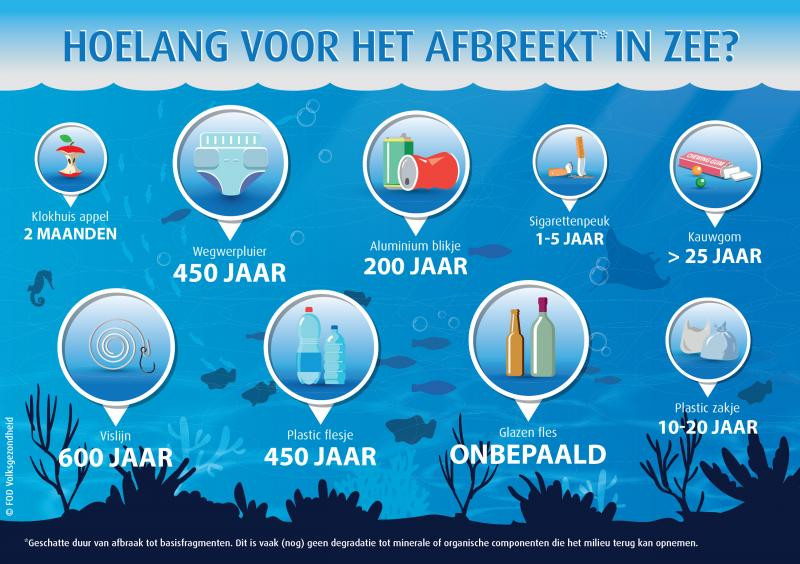 HOELANG VOOR HET AFBREEKT* IN ZEE?
Klokhuis appel
2 MAANDEN
Wegwerpluier
450 JAAR
Aluminium blikje
200 JAAR
Sigarettenpeuk
1-5 JAAR
CHEWING GUM
Kauwgom
> 25 JAAR
Vislijn
600 JAAR
Plastic flesje
450 JAAR
Glazen fles
ONBEPAALD
Plastic zakje
10-20 JAAR
© FOD Volksgezondheid
*Geschatte duur van afbraak tot basisfragmenten. Dit is vaak (nog) geen degradatie tot minerale of organische componenten die het milieu terug kan opnemen.